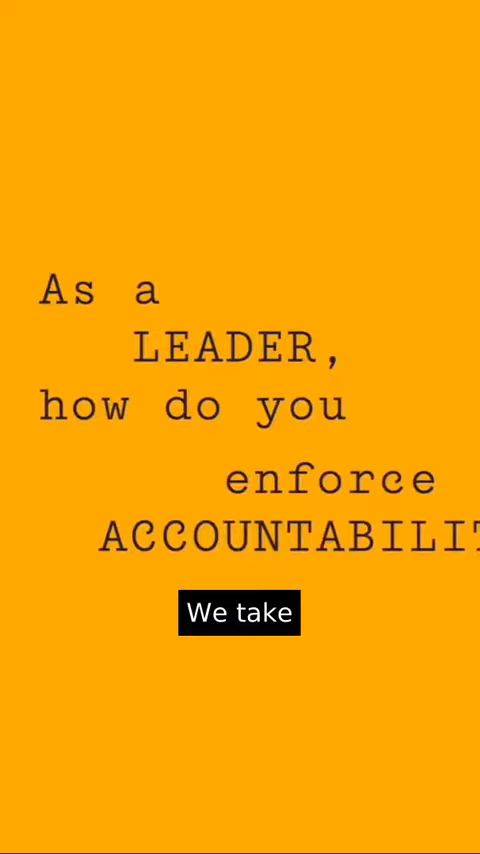 As a
LEADER,
how do you
enforce
ACCOUNTABILIT
We take